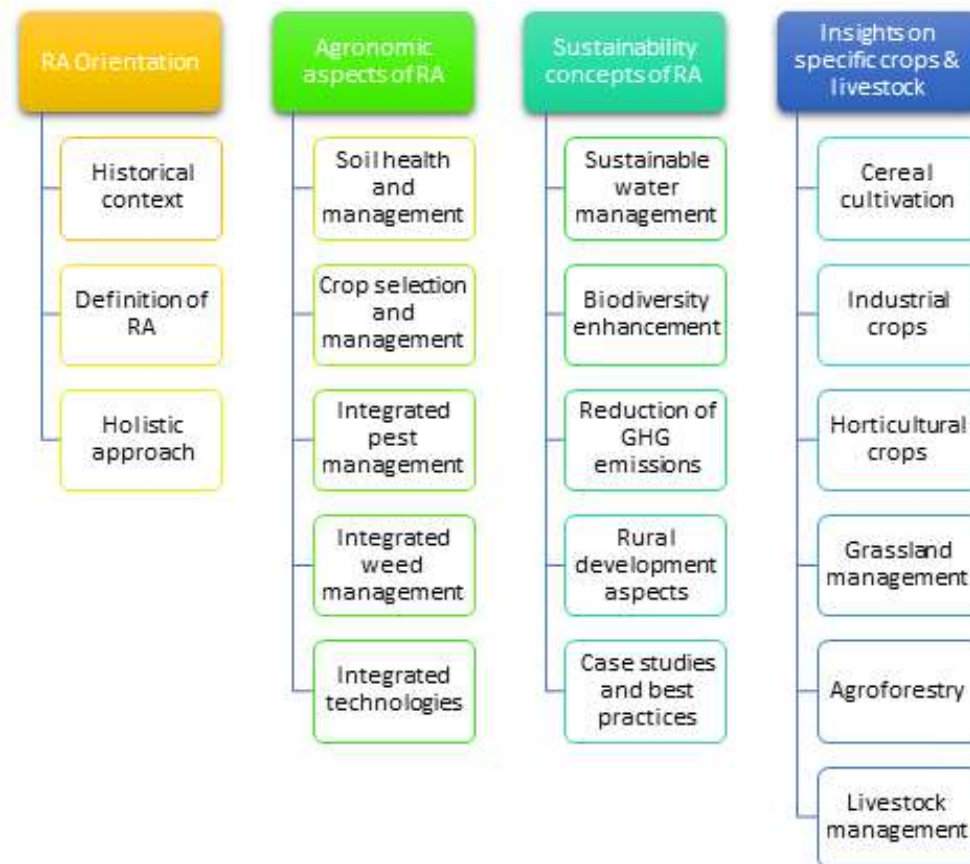 RA Orientation
Historical
context
Definition of
RA
Holistic
approach
Agronomic
aspects of RA
Soil health
and
management
Crop selection
and
management
Integrated
pest
management
Integrated
weed
management
Integrated
technologies
Sustainability
concepts of RA
Sustainable
water
management
Biodiversity
enhancement
Reduction of
GHG
emissions
Rural
development
aspects
Case studies
and best
practices
Insights on
specific crops &
livestock
Cereal
cultivation
Industrial
crops
Horticultural
crops
Grassland
management
Agroforestry
Livestock
management